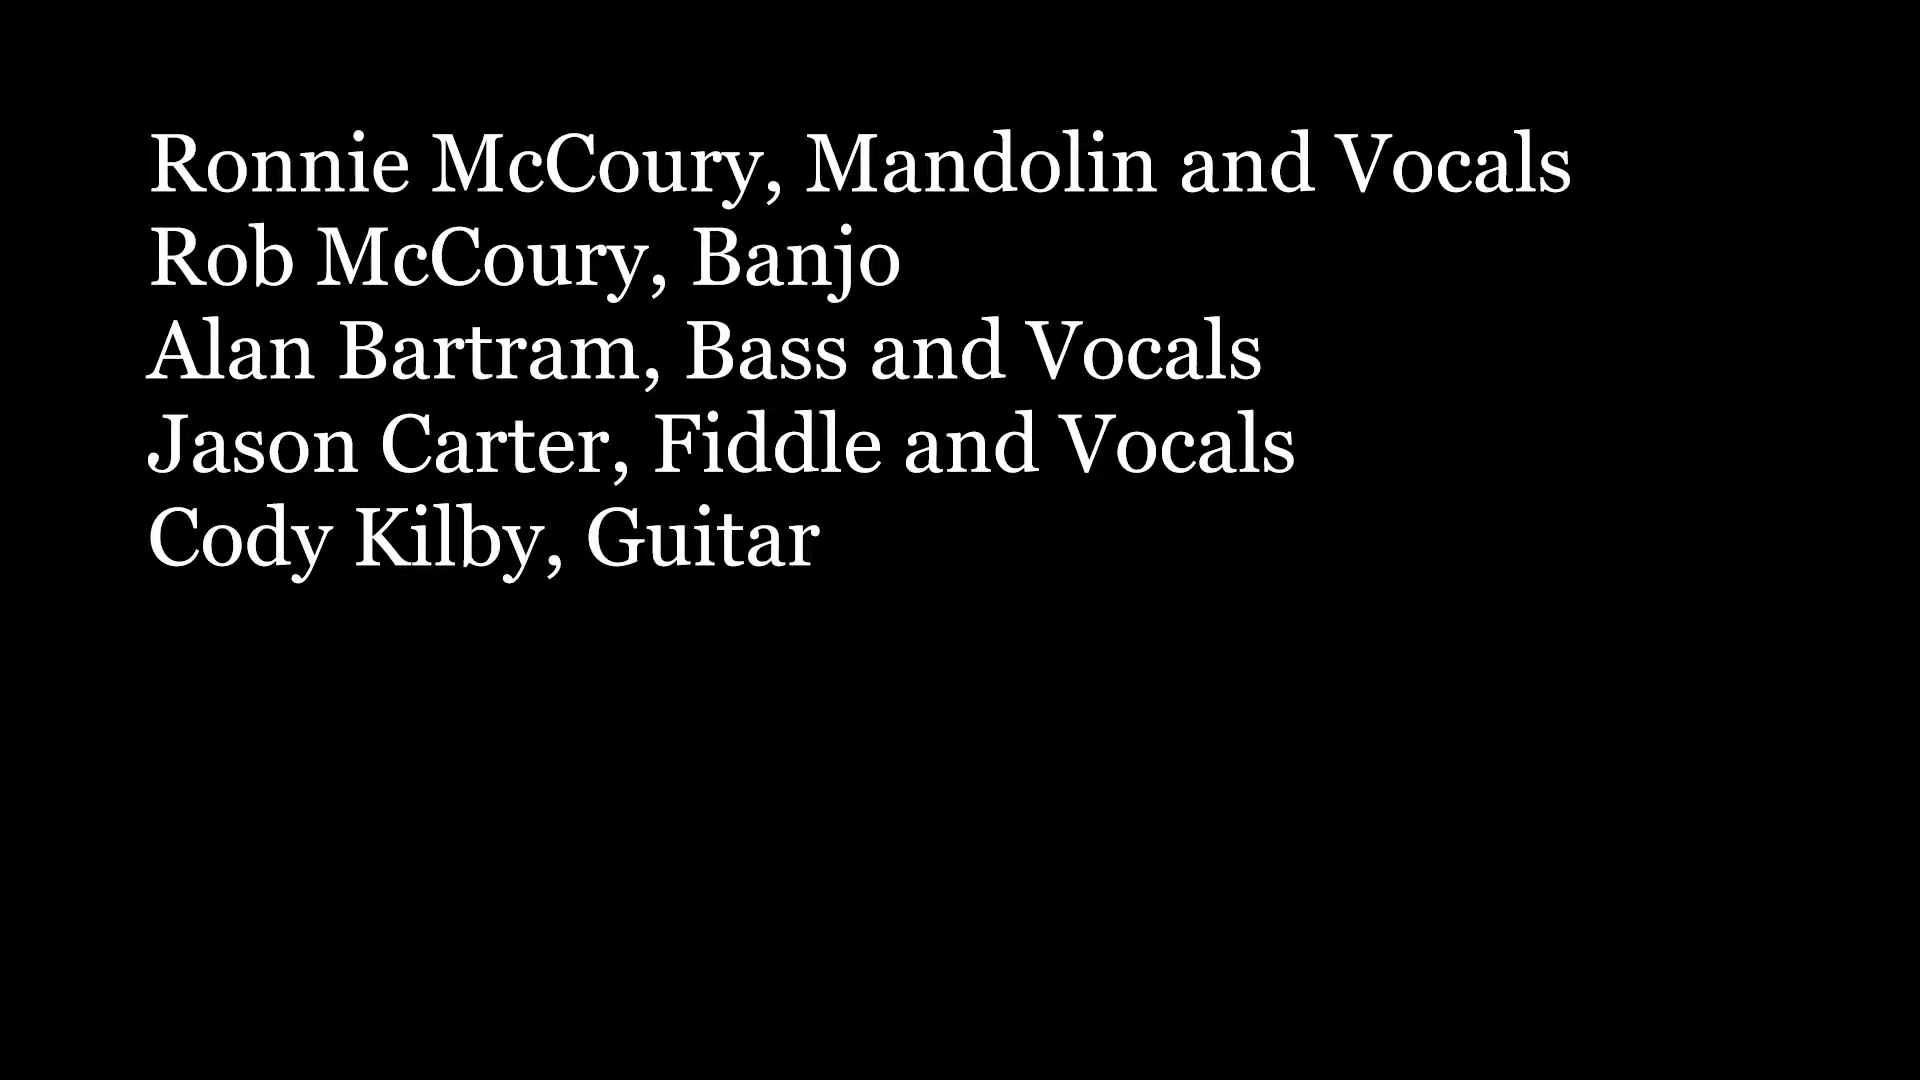 Ronnie McCoury, Mandolin and Vocals
Rob McCoury, Banjo
Alan Bartram, Bass and Vocals
Jason Carter, Fiddle and Vocals
Cody Kilby, Guitar